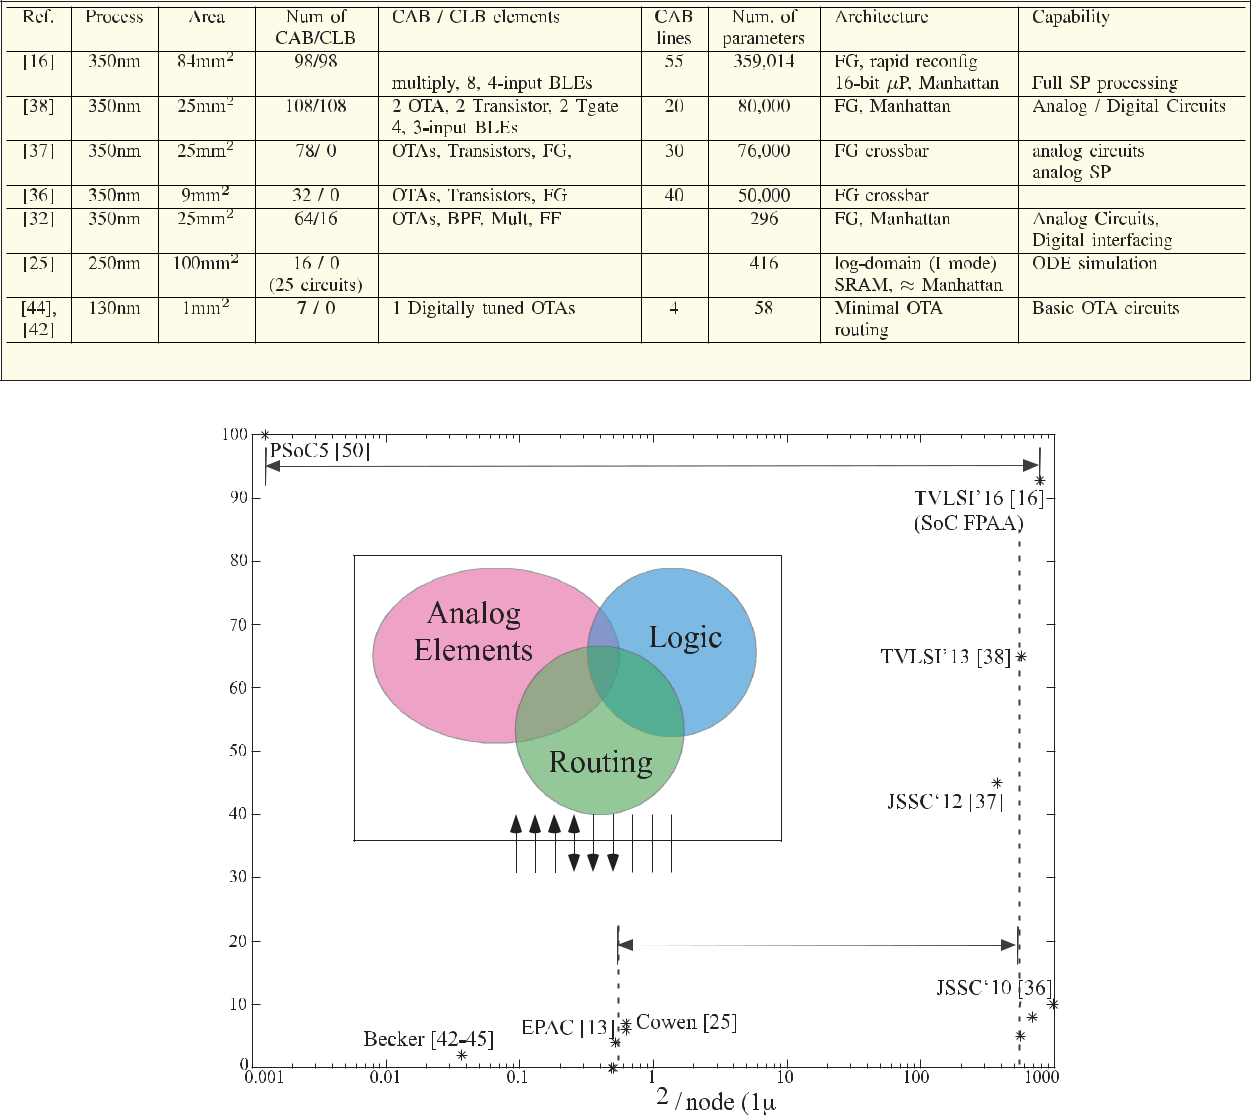 Ref. Process Area Num of CAB / CLB elements CAB Num. of Architecture Capability
CAB/CLB lines parameters
[16] 350nm 84mm2 98/98 55 359,014 FG, rapid reconfig
multiply, 8, 4-input BLEs 16-bit μP, Manhattan Full SP processing
[38] 350nm 25mm2 108/108 2 OTA, 2 Transistor, 2 Tgate 20 80,000 FG, Manhattan Analog / Digital Circuits
4, 3-input BLEs
[37] 350nm 25mm2 78/ 0 OTAs, Transistors, FG, 30 76,000 FG crossbar analog circuits
analog SP
[36] 350nm 9mm2 32 / 0 OTAs, Transistors, FG 40 50,000 FG crossbar
[32] 350nm 25mm2 64/16 OTAs, BPF, Mult, FF 296 FG, Manhattan Analog Circuits,
Digital interfacing
[25] 250nm 100mm2 16 / 0 416 log-domain (I mode) ODE simulation
(25 circuits) SRAM, ≈ Manhattan
[44], 130nm 1mm2 7 / 0 1 Digitally tuned OTAs 4 58 Minimal OTA Basic OTA circuits
[42] routing
100
PSoC5 [50]
90
TVLSI'16 [16]
(SoC FPAA)
80
Analog
Elements
Logic
70
TVLSI'13 [38]
60
50
Routing
JSSC'12 [37]
40
30
20
JSSC'10 [36]
10
EPAC [13] Cowen [25]
Becker [42-45]
0
0.001 0.01 0.1 1 10 100 1000
2 /node (1μ